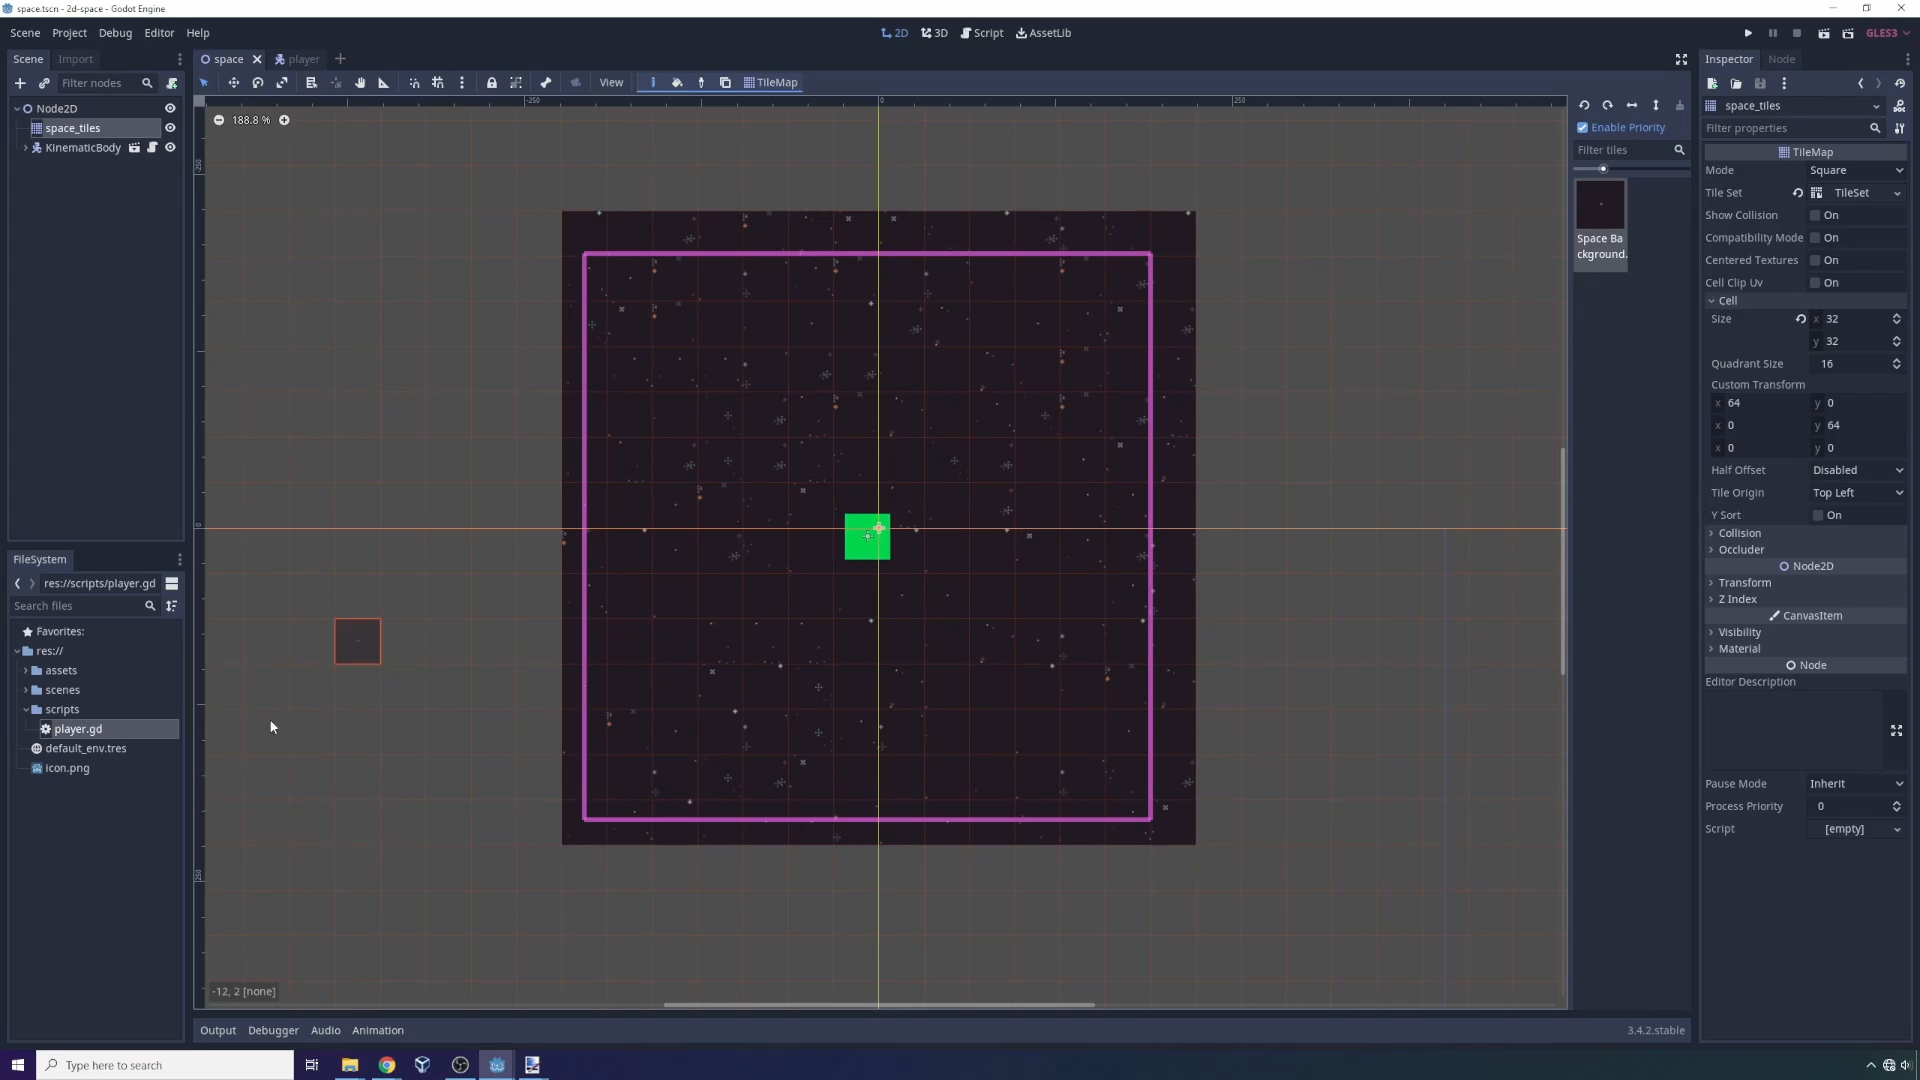 space.tscn - 2d-space - Godot Engine
Scene Project Debug Editor Help
2D 3D Script AssetLib
GLES3
Scene Import
space player
Inspector Node
Filter nodes
View
TileMap
Node2D
space_tiles
KinematicBody
188.8 %
-250
0
250
-250
0
250
Enable Priority
Filter tiles
Space Ba
ckground.
space_tiles
Filter properties
TileMap
Mode Square
Tile Set TileSet
Show Collision On
Compatibility Mode On
Centered Textures On
Cell Clip Uv On
Cell
Size x 32
y 32
Quadrant Size 16
Custom Transform
x 64 y 0
x 0 y 64
x 0 y 0
Half Offset Disabled
Tile Origin Top Left
Y Sort On
Collision
Occluder
Node2D
Transform
Z Index
CanvasItem
Visibility
Material
Node
Editor Description
Pause Mode Inherit
Process Priority 0
Script [empty]
FileSystem
res://scripts/player.gd
Search files
Favorites:
res://
assets
scenes
scripts
player.gd
default_env.tres
icon.png
-12, 2 [none]
Output Debugger Audio Animation
3.4.2.stable
Type here to search